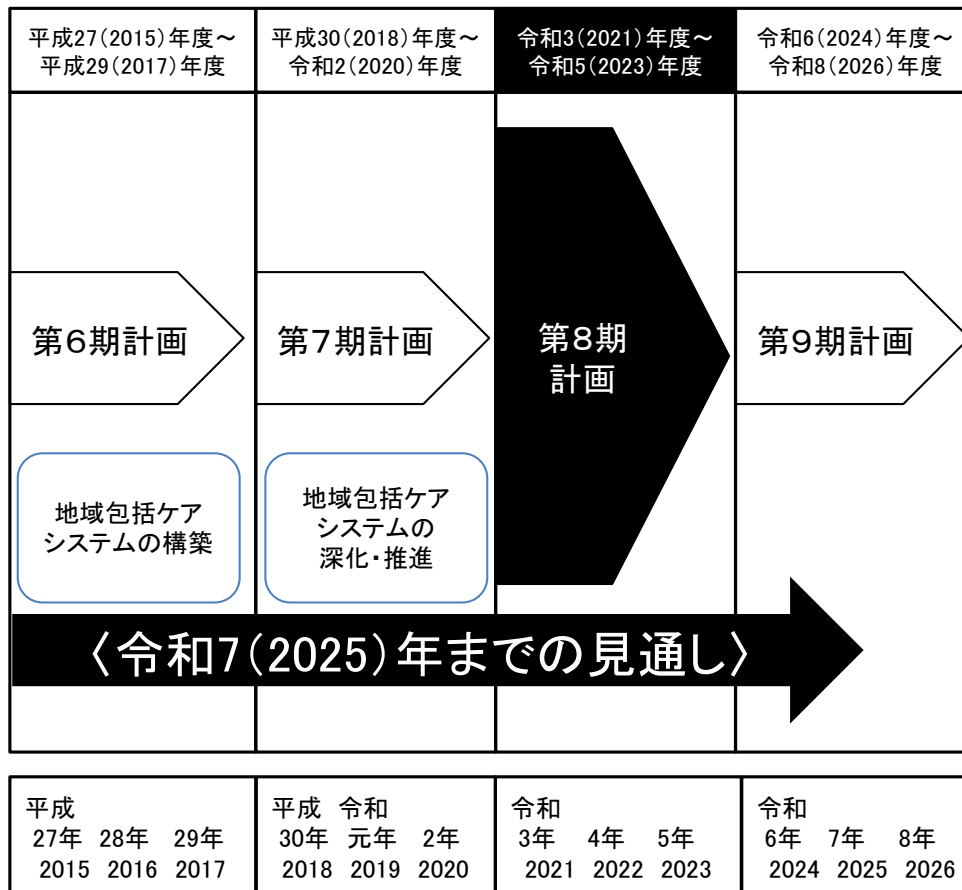 平成27(2015)年度～
平成29(2017)年度
平成30(2018)年度～
令和2(2020)年度
令和3(2021)年度～
令和5(2023)年度
令和6(2024)年度～
令和8(2026)年度
第6期計画
第7期計画
第8期
計画
第9期計画
地域包括ケア
システムの構築
地域包括ケア
システムの
深化・推進
〈令和7(2025)年までの見通し〉
平成
27年 28年 29年
2015 2016 2017
平成 令和
30年 元年 2年
2018 2019 2020
令和
3年 4年 5年
2021 2022 2023
令和
6年 7年 8年
2024 2025 2026